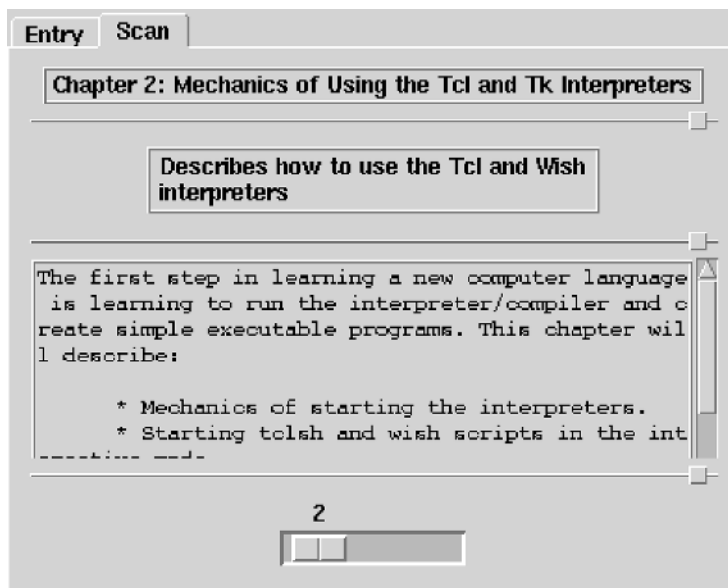 Entry Scan
Chapter 2: Mechanics of Using the Tcl and Tk Interpreters
Describes how to use the Tcl and Wish
interpreters
The first step in learning a new computer language
is learning to run the interpreter/compiler and c
reate simple executable programs. This chapter wil
l describe:
* Mechanics of starting the interpreters.
* Starting tclsh and wish scripts in the int
2